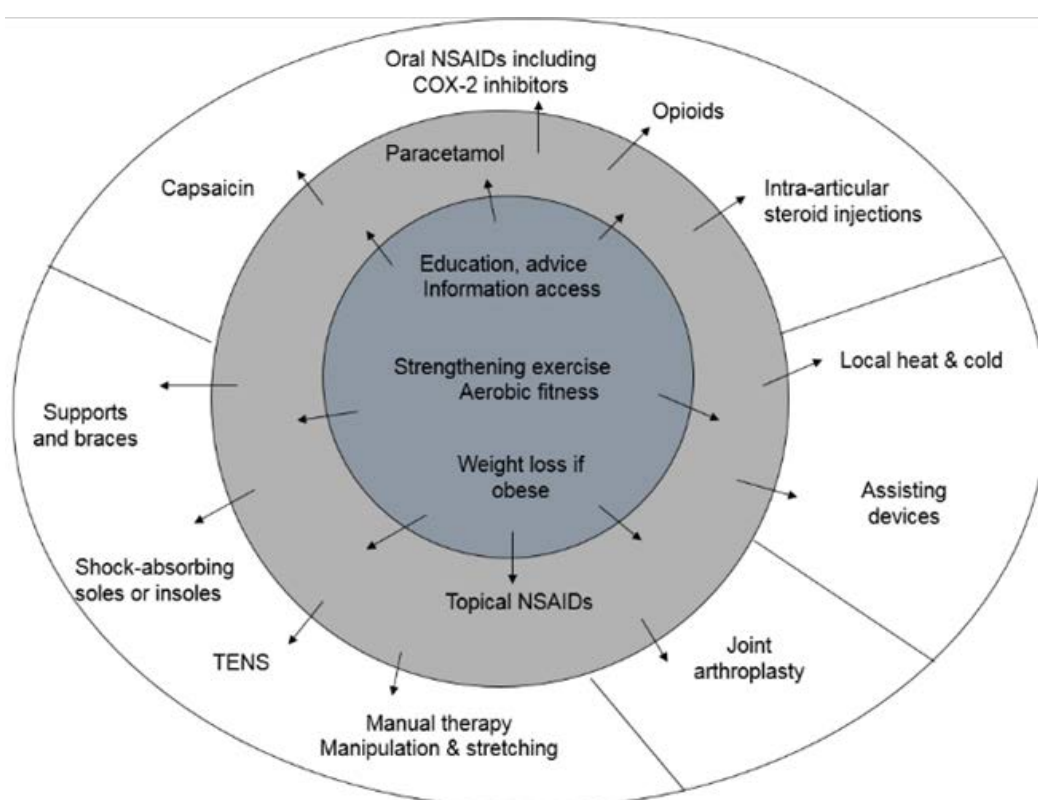 Oral NSAIDs including
COX-2 inhibitors
Opioids
Paracetamol
Capsaicin
Intra-articular
steroid injections
Education, advice
Information access
Local heat & cold
Strengthening exercise
Aerobic fitness
Supports
and braces
Weight loss if
obese
Assisting
devices
Shock-absorbing
soles or insoles
Topical NSAIDs
TENS
Joint
arthroplasty
Manual therapy
Manipulation & stretching